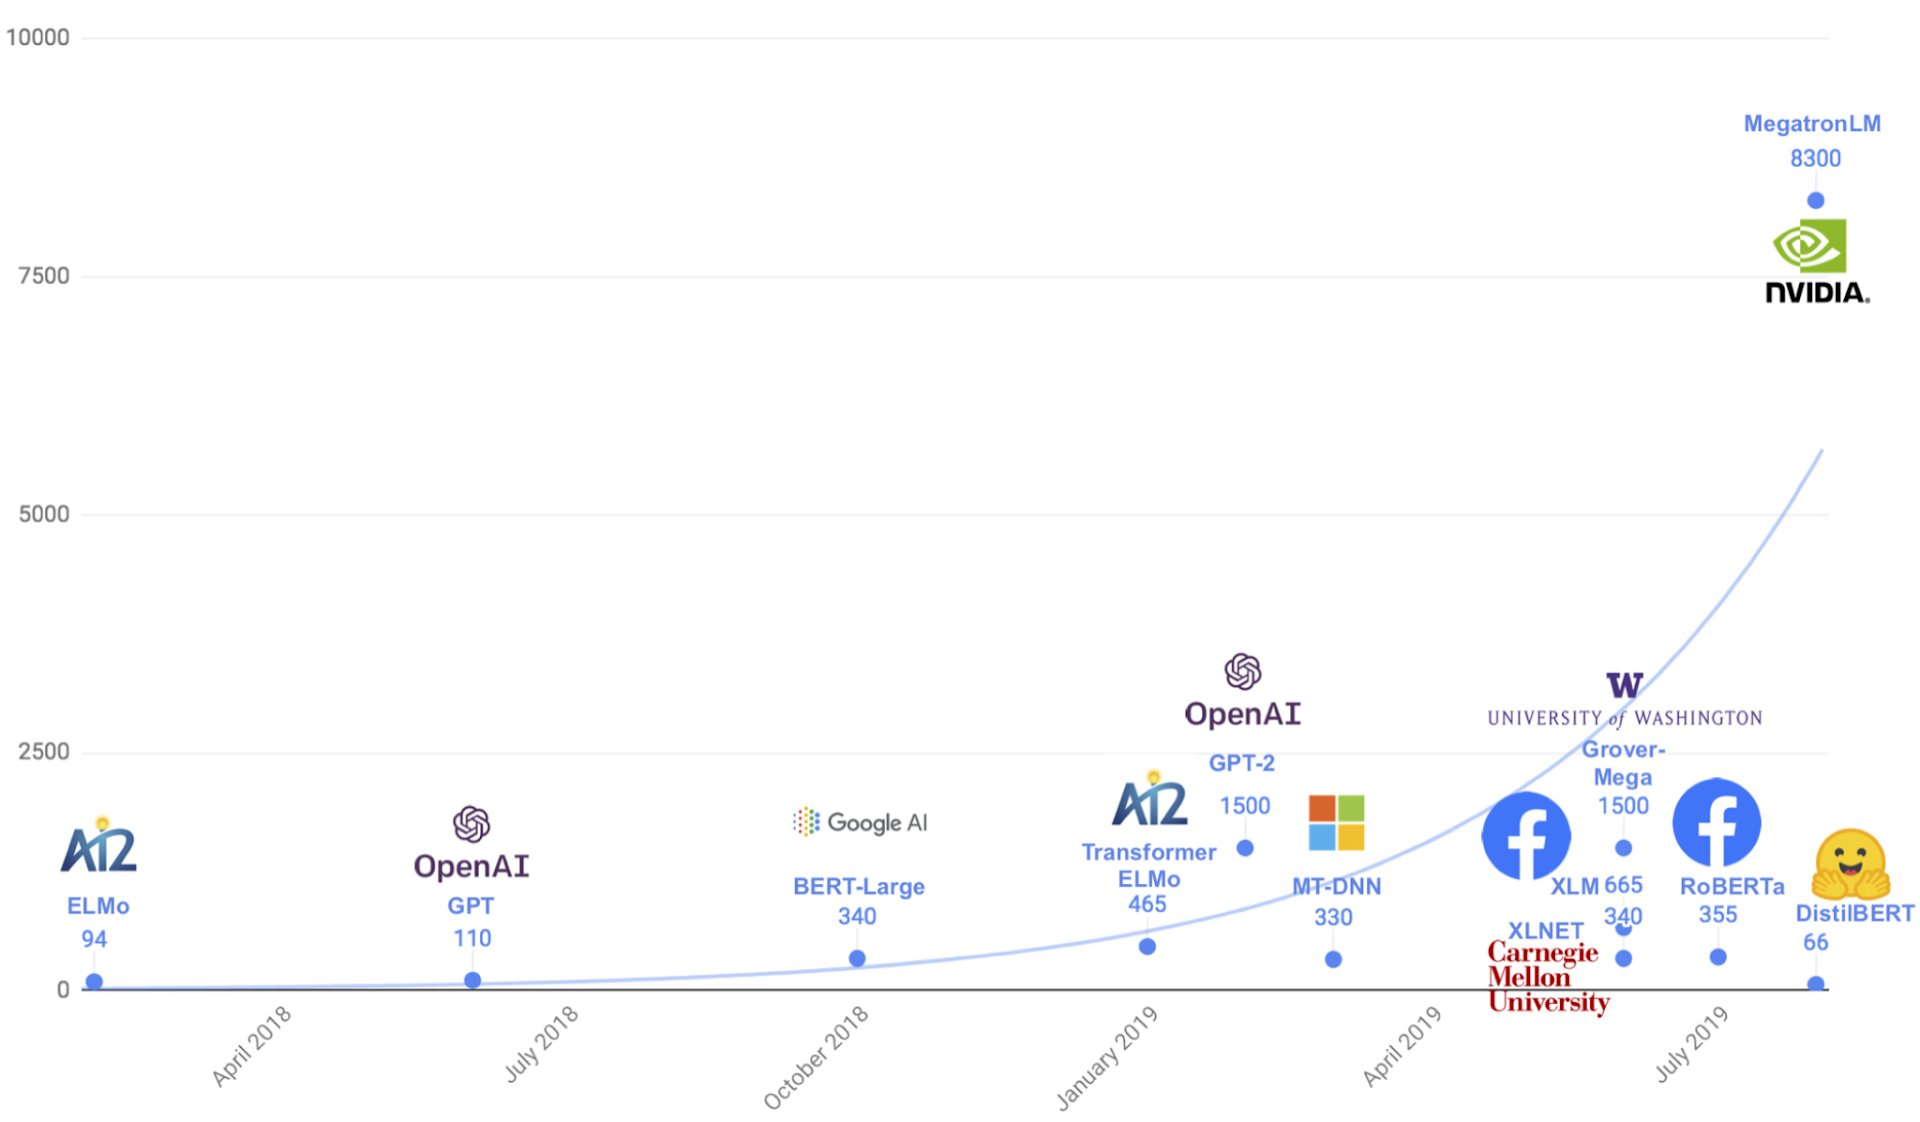 10000
7500
5000
2500
0
MegatronLM
8300
NVIDIA.
AI2
ELMo
94
OpenAI
GPT
110
Google AI
BERT-Large
340
AI2
Transformer
ELMo
465
OpenAI
GPT-2
1500
MT-DNN
330
W
UNIVERSITY of WASHINGTON
Grover-
Mega
1500
XLM 665
340
XLNET
Carnegie
Mellon
University
RoBERTa
355
DistilBERT
66
April 2018
July 2018
October 2018
January 2019
April 2019
July 2019